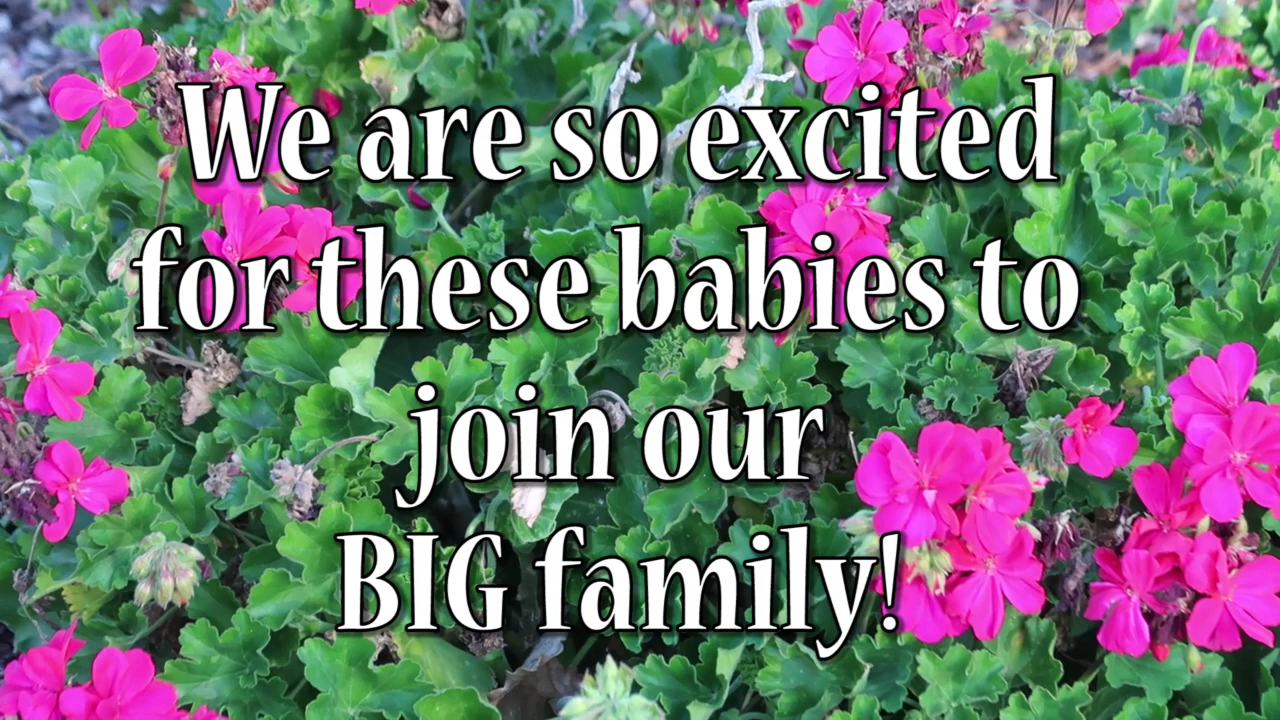 We are so excited
for these babies to
join our
BIG family!